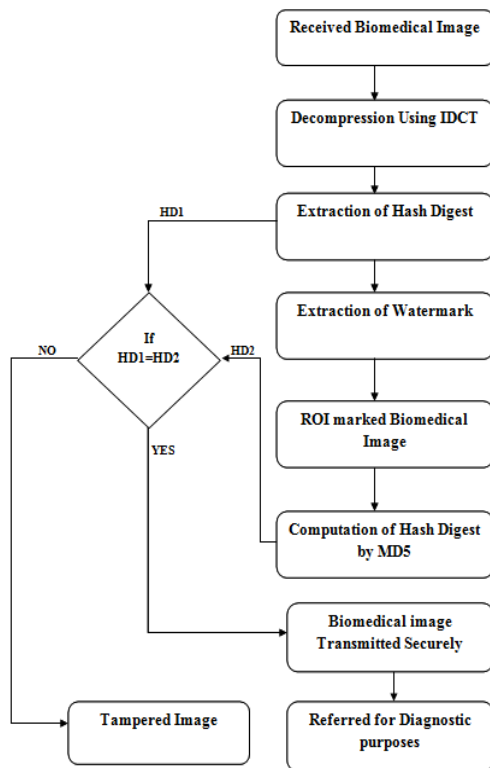 Received Biomedical Image
Decompression Using IDCT
HD1
Extraction of Hash Digest
Extraction of Watermark
If
HD1=HD2
NO
HD2
ROI marked Biomedical
Image
YES
Computation of Hash Digest
by MD5
Biomedical image
Transmitted Securely
Tampered Image
Referred for Diagnostic
purposes